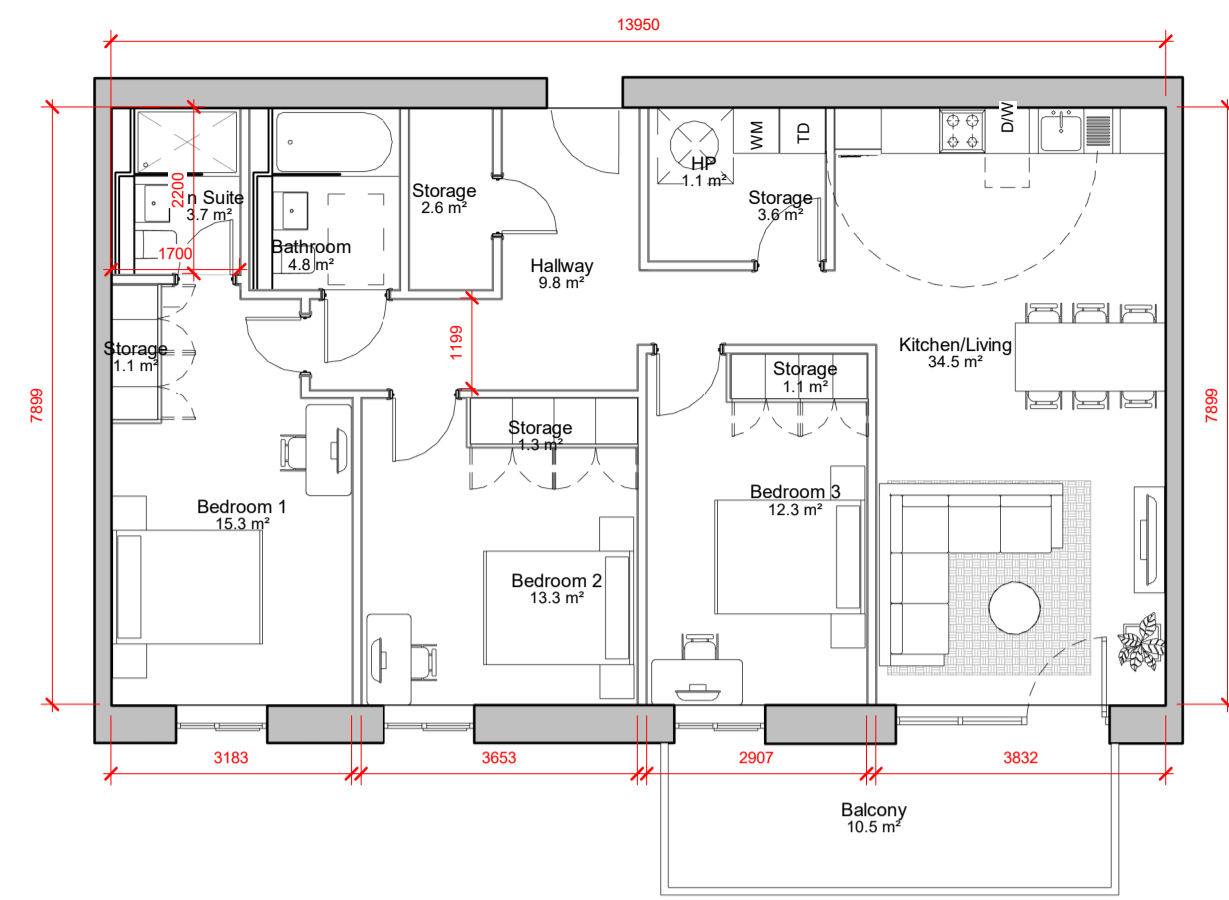 13950
D/W
WM
TD
HP
1.1 m²
2200
n Suite
3.7 m²
Storage
2.6 m²
Storage
3.6 m²
1700
Bathroom
4.8 m²
Hallway
9.8 m²
1199
Storage
1.1 m²
Kitchen/Living
34.5 m²
Storage
1.1 m²
7899
7899
Storage
1.3 m²
Bedroom 1
15.3 m²
Bedroom 3
12.3 m²
Bedroom 2
13.3 m²
3183
3653
2907
3832
Balcony
10.5 m²